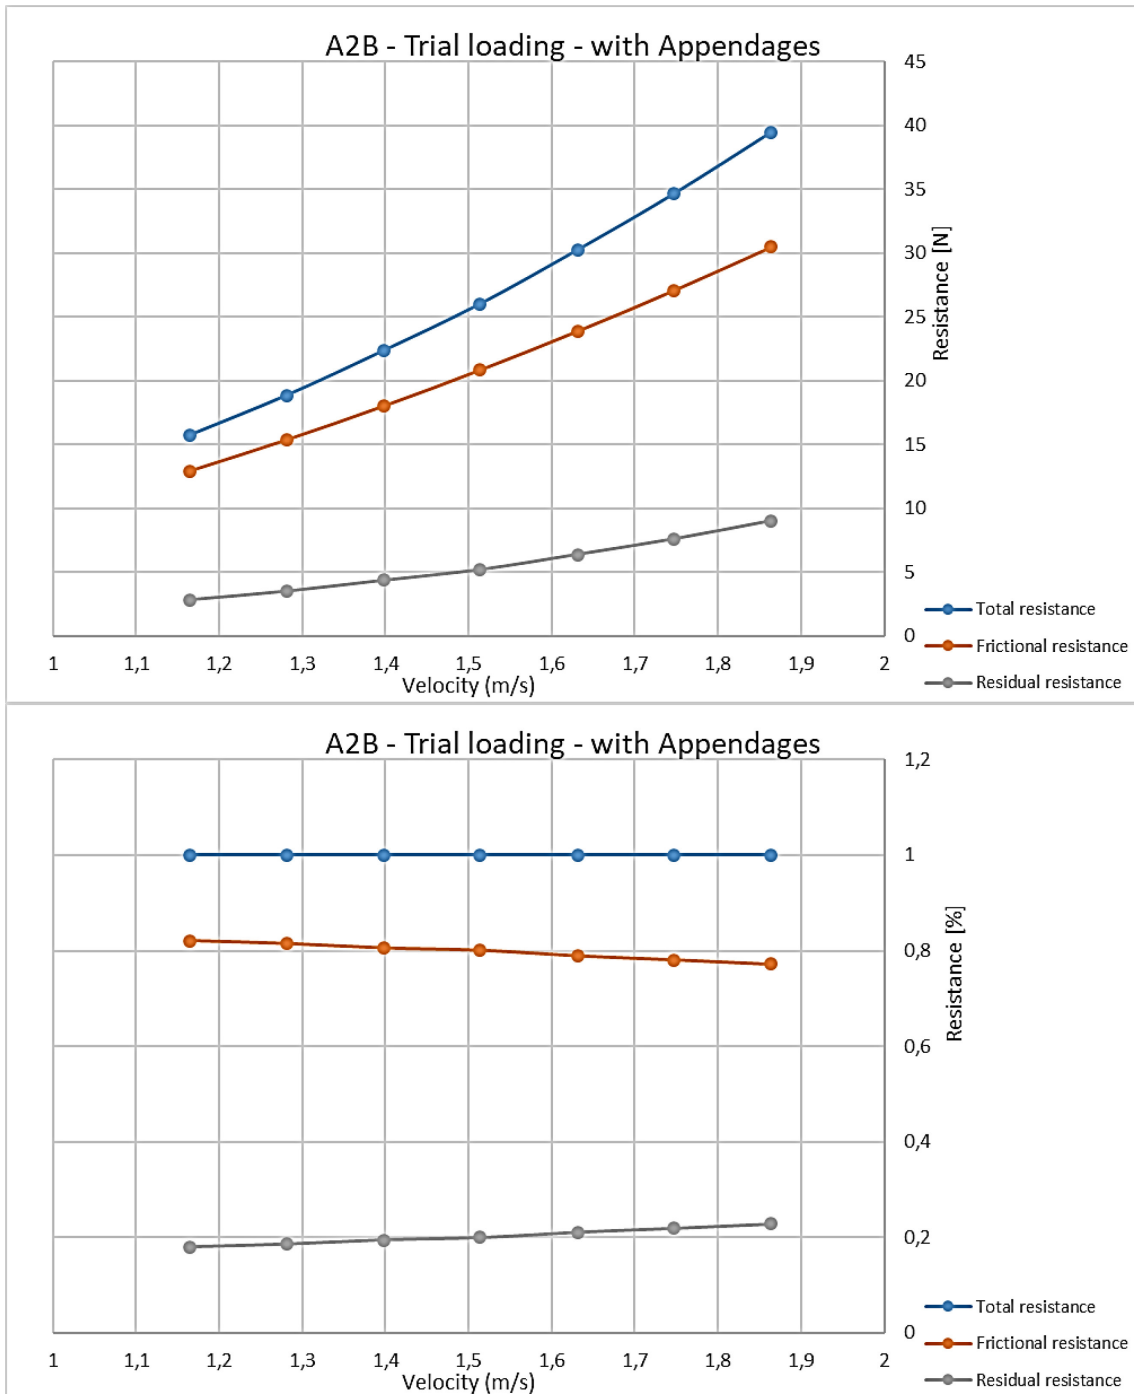 A2B - Trial loading - with Appendages
45
40
35
30
25
20
15
10
5
0
Resistance [N]
Total resistance
Frictional resistance
Residual resistance
1 1,1 1,2 1,3 1,4 1,5 1,6 1,7 1,8 1,9 2
Velocity (m/s)
A2B - Trial loading - with Appendages
1,2
1
0,8
0,6
0,4
0,2
0
Resistance [%]
Total resistance
Frictional resistance
Residual resistance
1 1,1 1,2 1,3 1,4 1,5 1,6 1,7 1,8 1,9 2
Velocity (m/s)